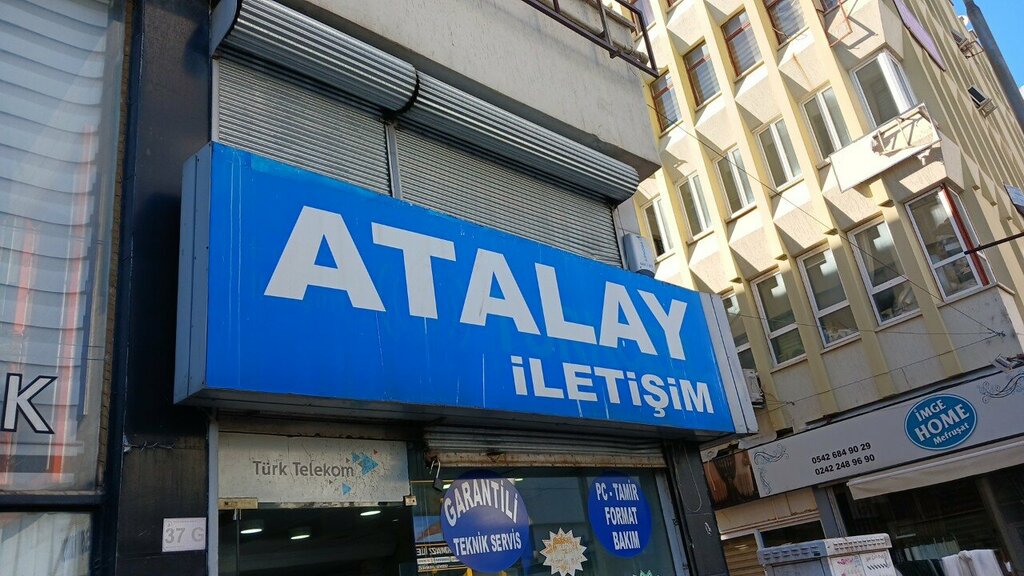 ATALAY
İLETİŞİM
K
Türk Telekom
37 G
GARANTİLİ
TEKNİK SERVİS
PC - TAMİR
FORMAT
BAKIM
İMGE
HOME
Mefruşat
0542 684 90 29
0242 248 96 90